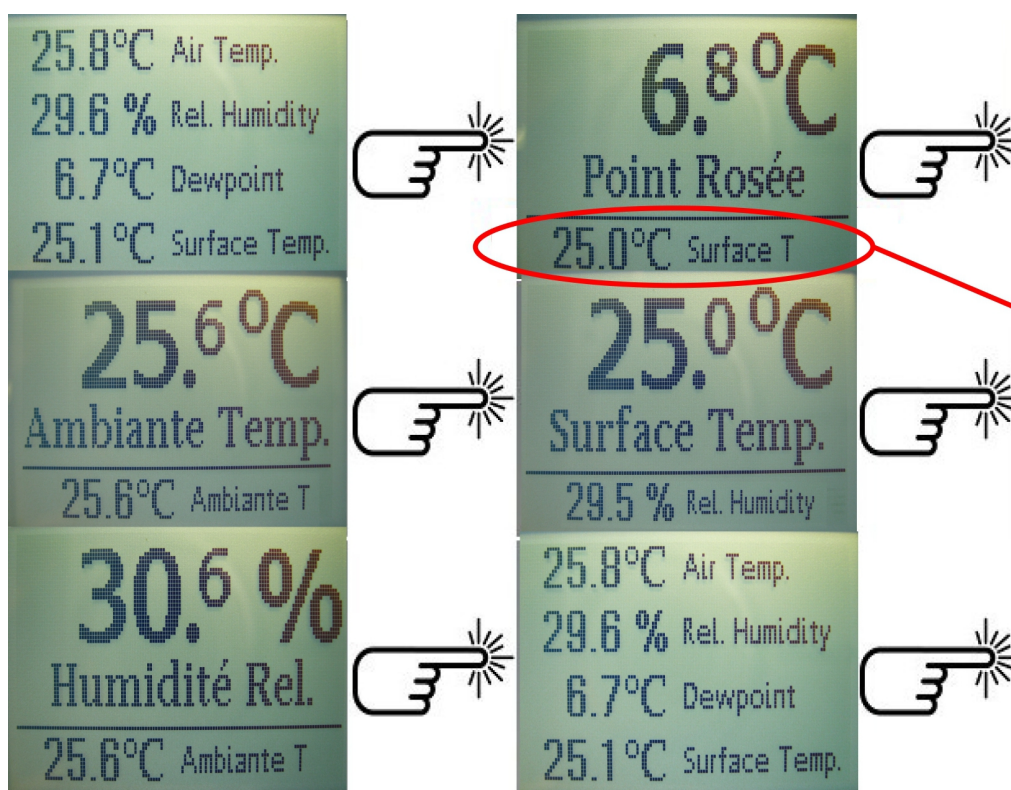 25.8°C Air Temp.
29.6 % Rel. Humidity
6.7°C Dewpoint
25.1°C Surface Temp.
6.8°C
Point Rosée
25.0°C Surface T
25.6°C
Ambiante Temp.
25.6°C Ambiante T
25.0°C
Surface Temp.
29.5 % Rel. Humidity
30.6 %
Humidité Rel.
25.6°C Ambiante T
25.8°C Air Temp.
29.6 % Rel. Humidity
6.7°C Dewpoint
25.1°C Surface Temp.